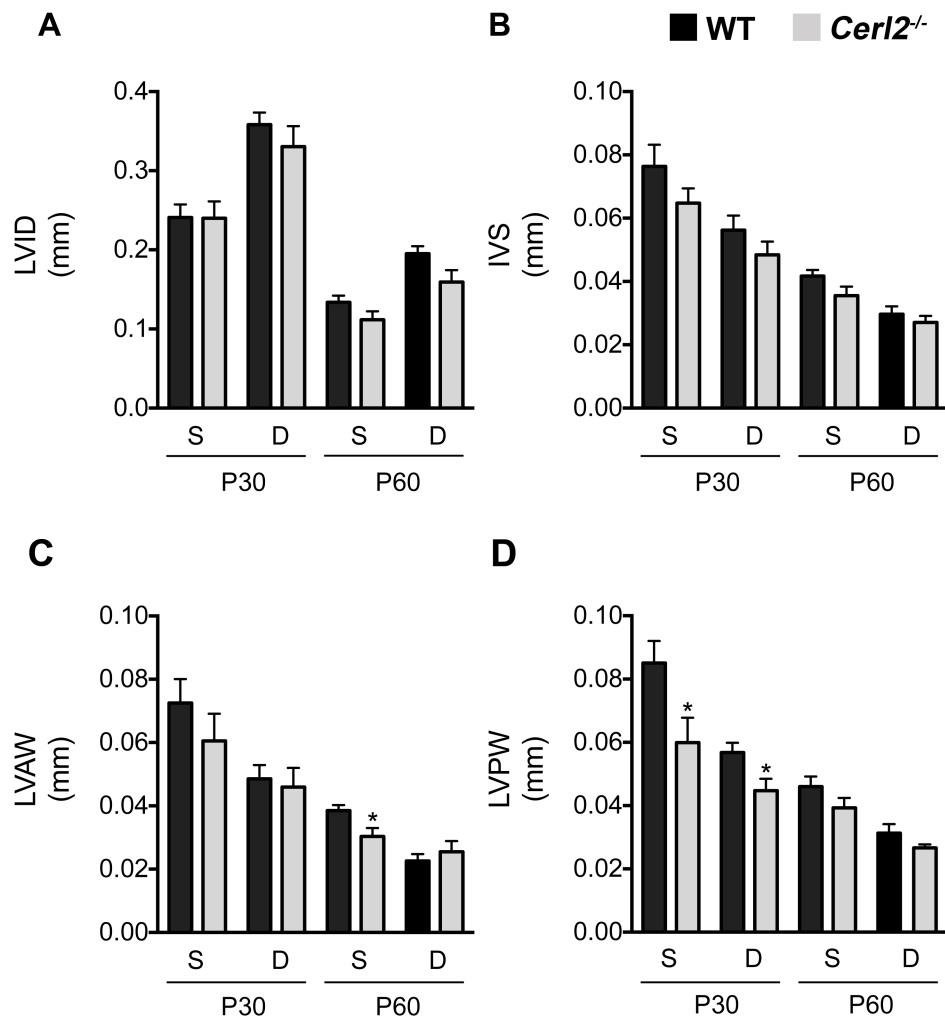 A
B
WT Cerl2-/-
LVID
(mm)
0.4
0.3
0.2
0.1
0.0
S D S D
P30 P60
IVS
(mm)
0.10
0.08
0.06
0.04
0.02
0.00
S D S D
P30 P60
C
D
LVAW
(mm)
0.10
0.08
0.06
0.04
0.02
0.00
*
S D S D
P30 P60
LVPW
(mm)
0.10
0.08
0.06
0.04
0.02
0.00
*
*
S D S D
P30 P60